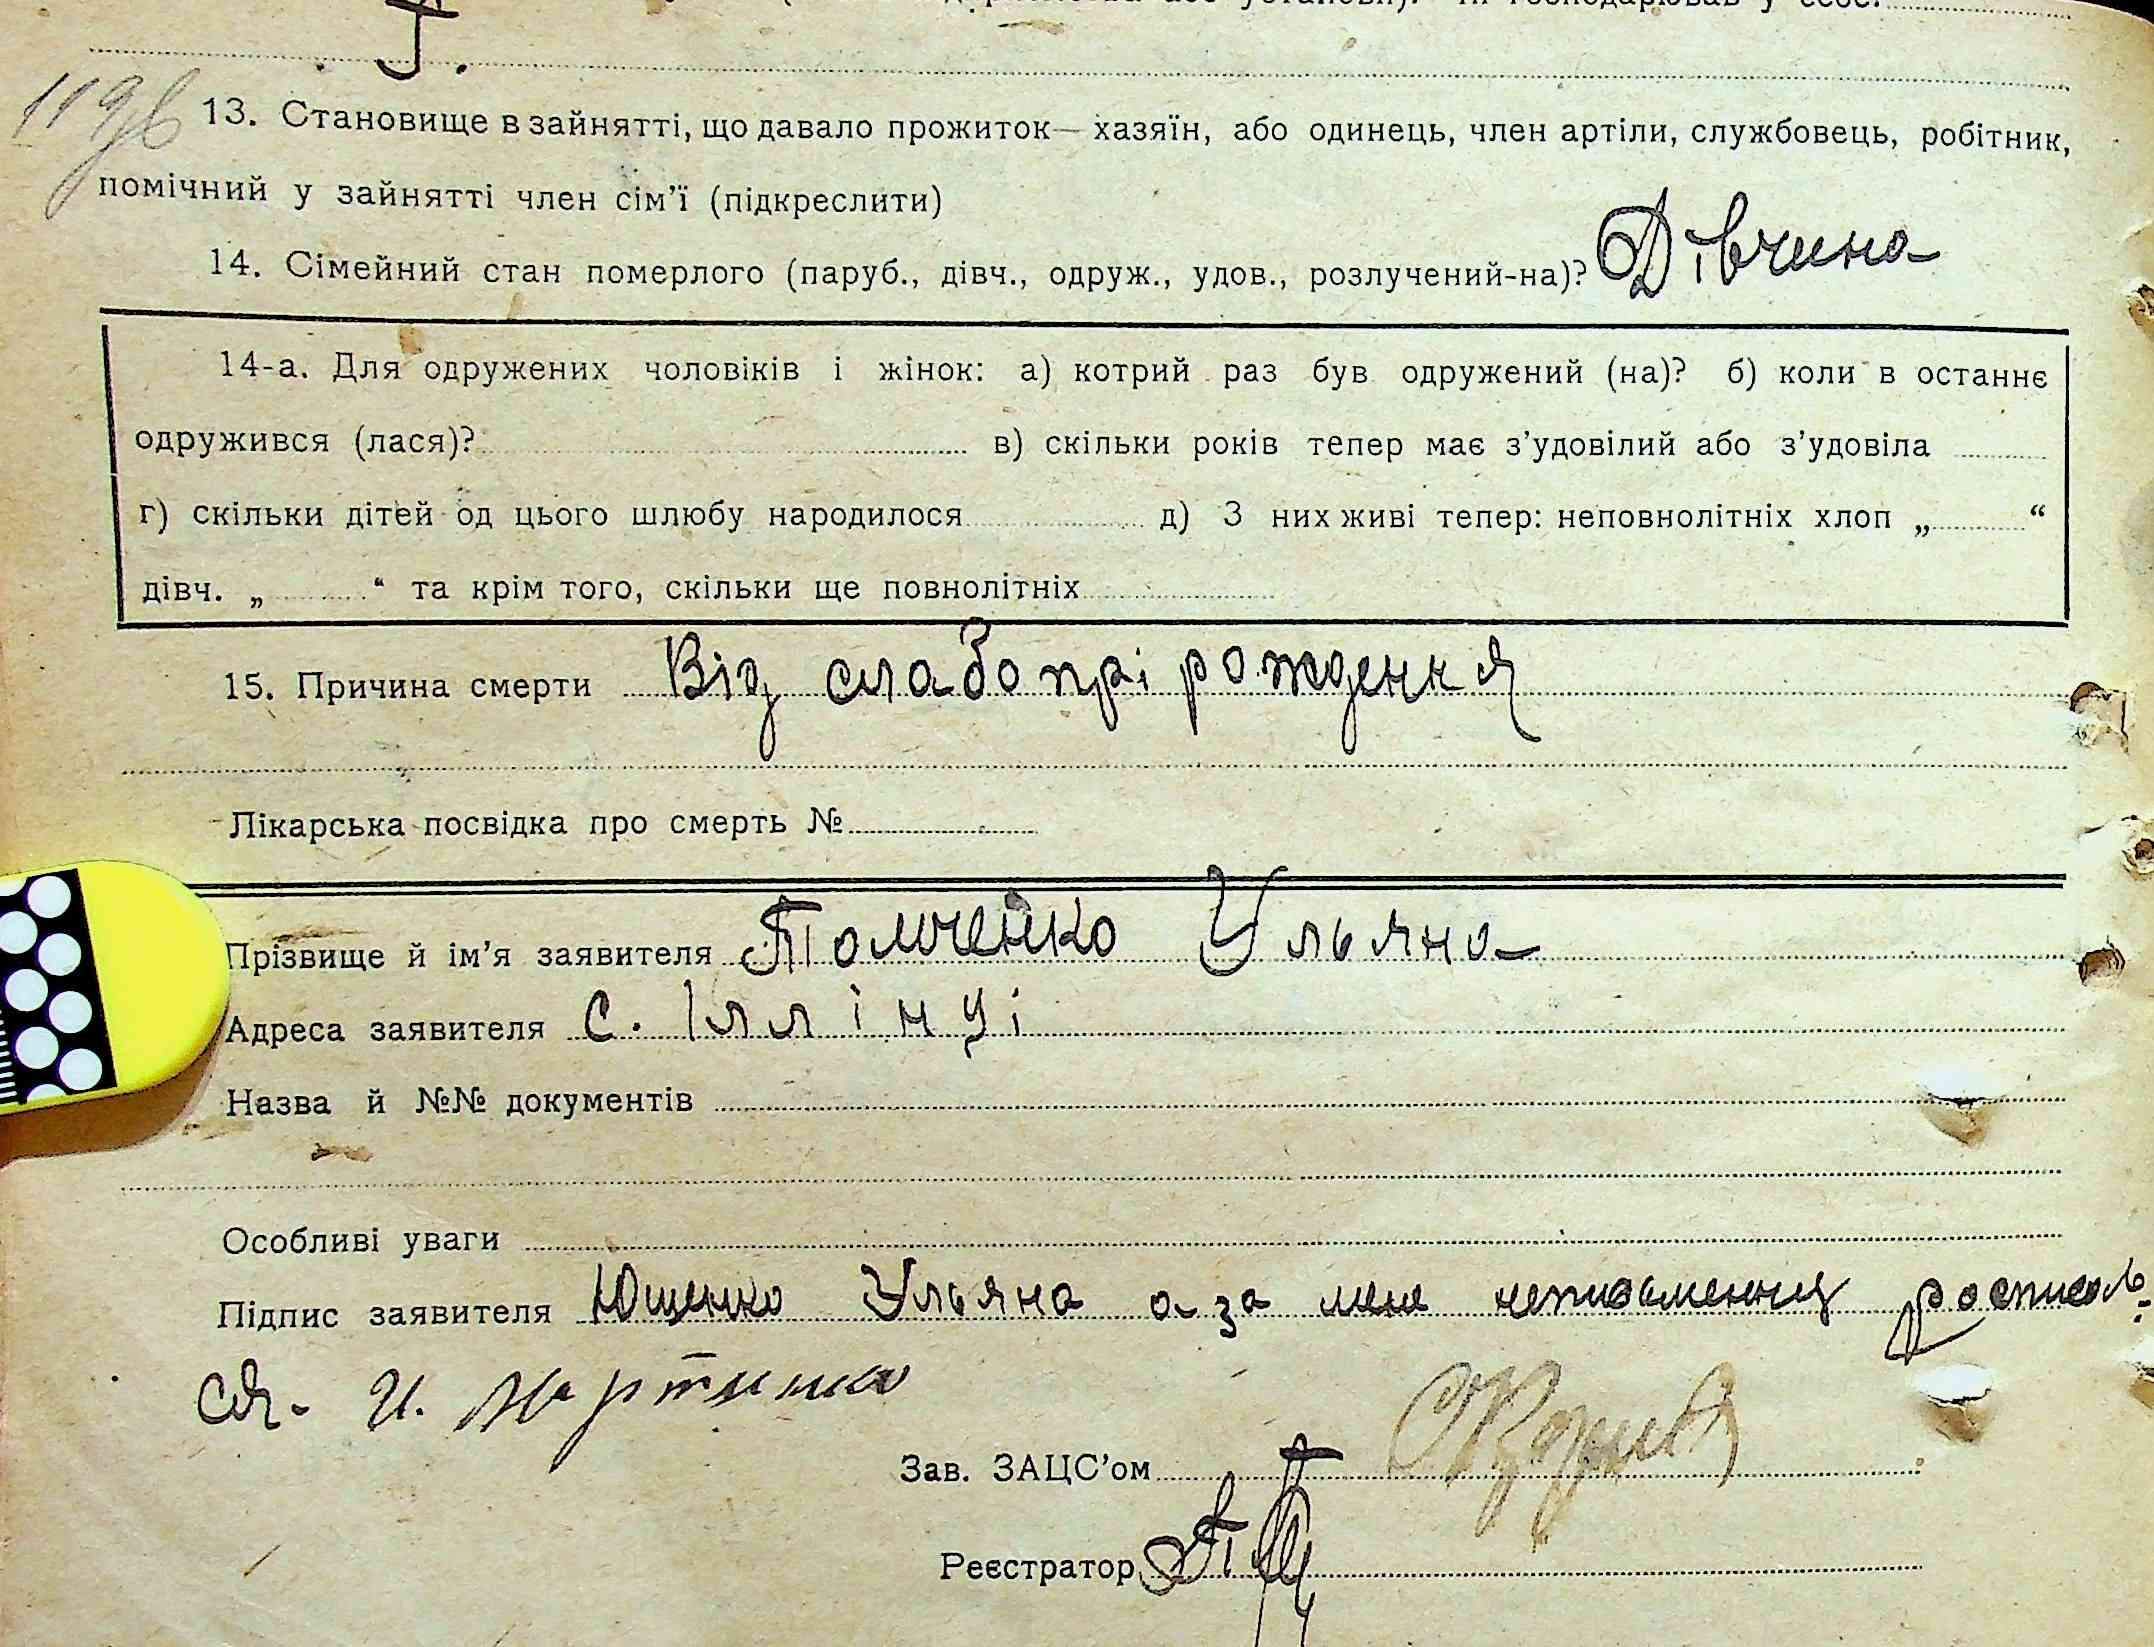 13. Становище в зайнятті, що давало прожиток—хазяїн, або одинець, член артіли, службовець, робітник,
помічний у зайнятті член сім’ї (підкреслити)
14. Сімейний стан померлого (паруб., дівч., одруж., удов., розлучений-на)? Дівчина
14-а. Для одружених чоловіків і жінок: а) котрий раз був одружений (на)? б) коли в останнє
одружився (лася)? в) скільки років тепер має з’удовілий або з’удовіла
г) скільки дітей од цього шлюбу народилося д) З них живі тепер: неповнолітніх хлоп „ “
дівч. „ “ та крім того, скільки ще повнолітніх
15. Причина смерти Від слабо прі рождення
Лікарська посвідка про смерть №
Прізвище й ім’я заявителя Ульяна
Адреса заявителя с. Іллінці
Назва й №№ документів
Особливі уваги
Підпис заявителя Ющенко Ульяна а за мене
ся. И.
Зав. ЗАЦС’ом
Реєстратор